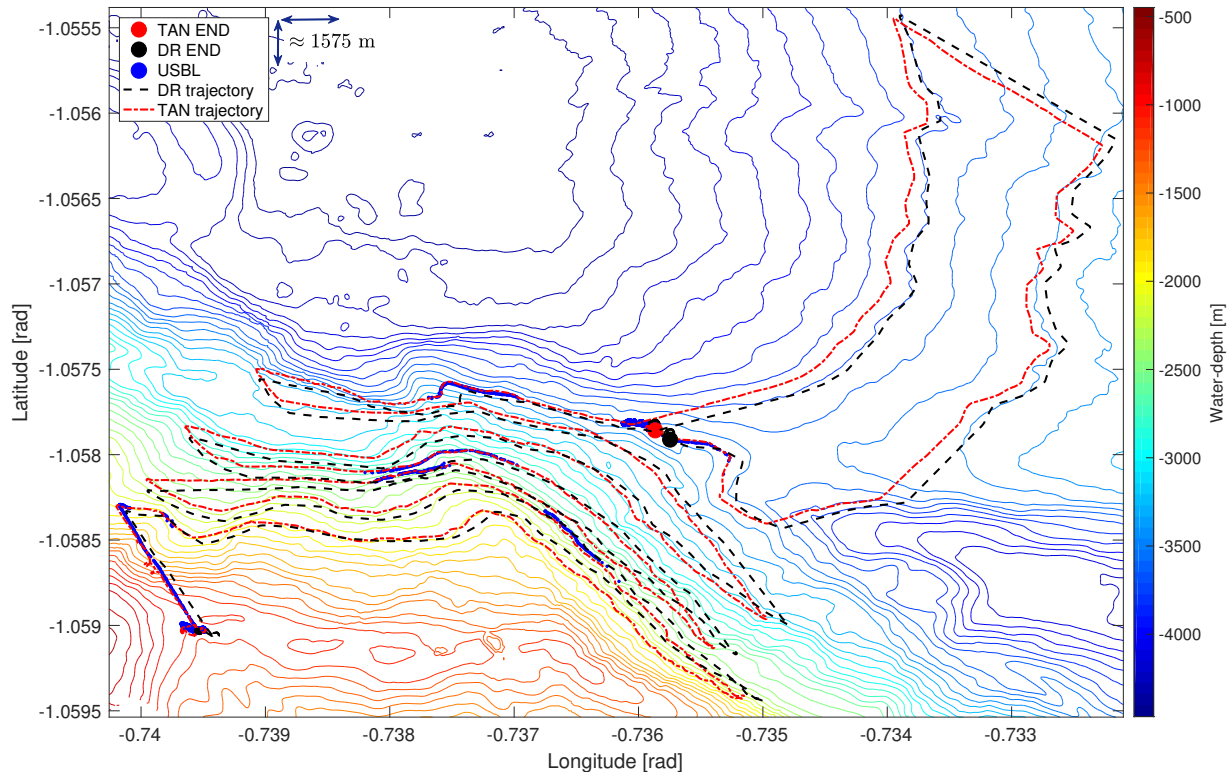 TAN END
DR END
USBL
DR trajectory
TAN trajectory
≈ 1575 m
-1.0555
-1.056
-1.0565
-1.057
-1.0575
-1.058
-1.0585
-1.059
-1.0595
Latitude [rad]
-0.74
-0.739
-0.738
-0.737
-0.736
-0.735
-0.734
-0.733
Longitude [rad]
-500
-1000
-1500
-2000
-2500
-3000
-3500
-4000
Water-depth [m]